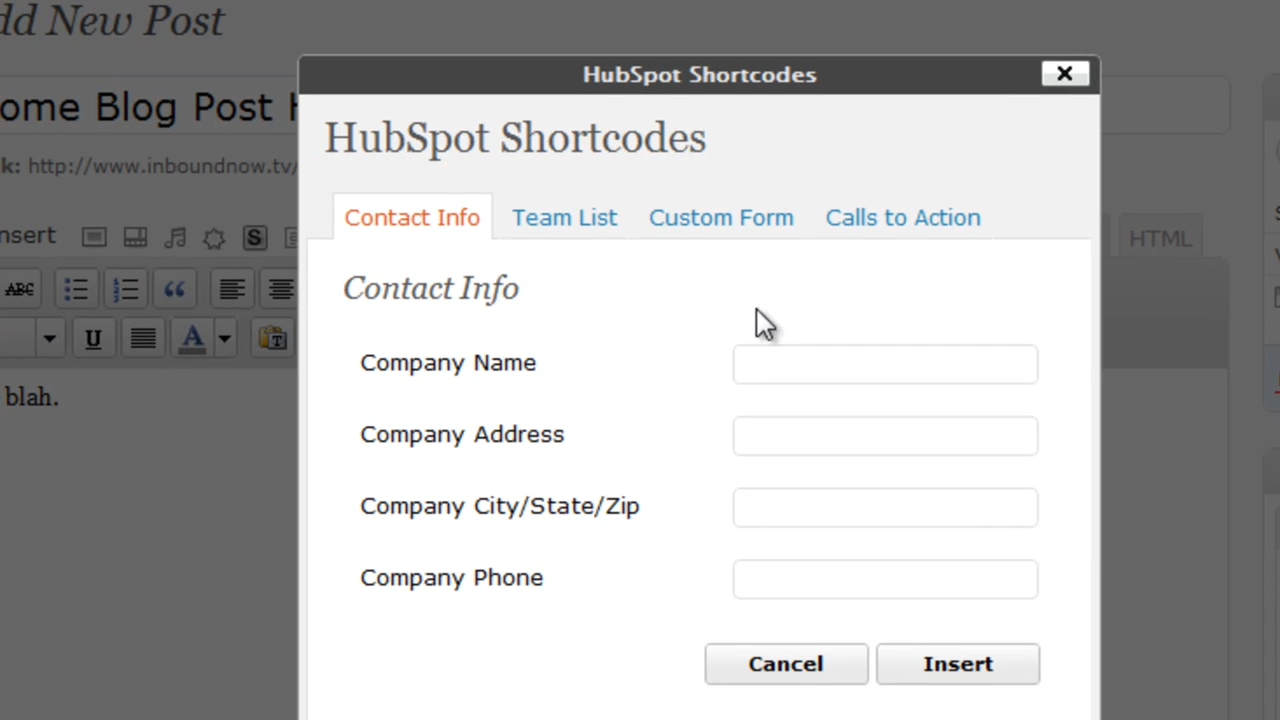 dd New Post
HubSpot Shortcodes
ome Blog Post H
HubSpot Shortcodes
k: http://www.inboundnow.tv/
Contact Info Team List Custom Form Calls to Action
nsert S HTML
ABC
Contact Info
U A
Company Name
blah.
Company Address
Company City/State/Zip
Company Phone
Cancel Insert